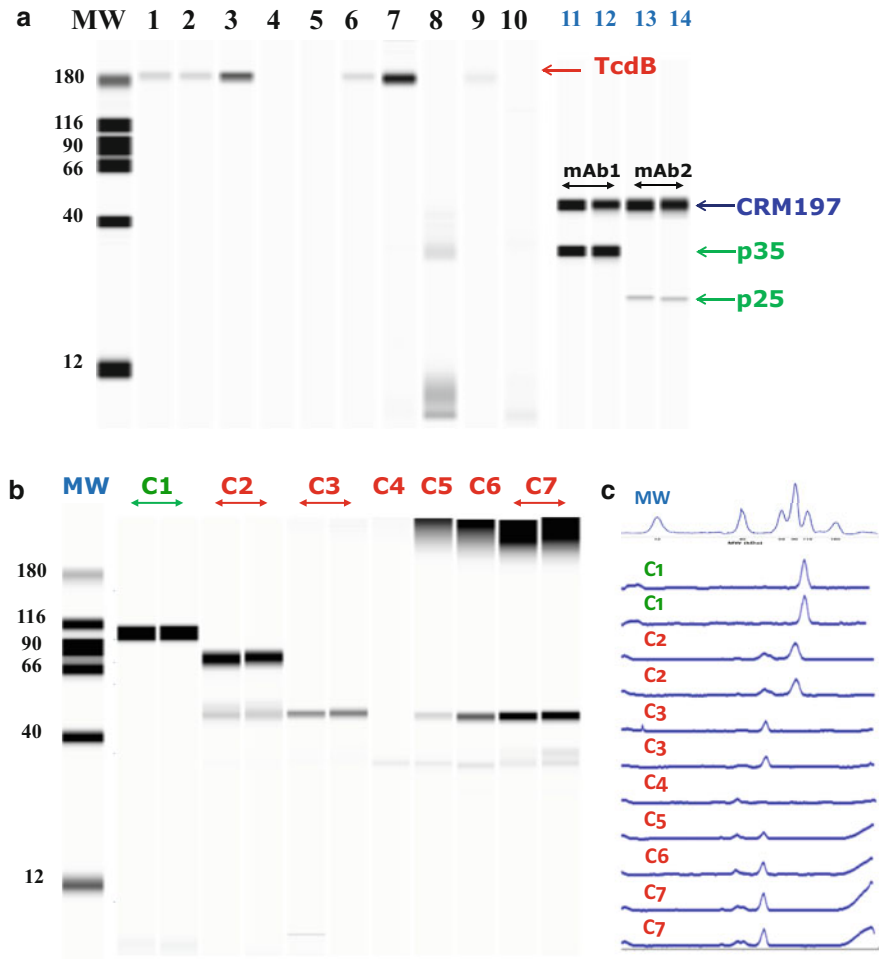 a
MW 1 2 3 4 5 6 7 8 9 10 11 12 13 14
TcdB
180
116
90
66
40
12
mAb1 mAb2
CRM197
p35
p25
b
MW C1 C2 C3 C4 C5 C6 C7
180
116
90
66
40
12
c
MW
C1
C1
C2
C2
C3
C3
C4
C5
C6
C7
C7